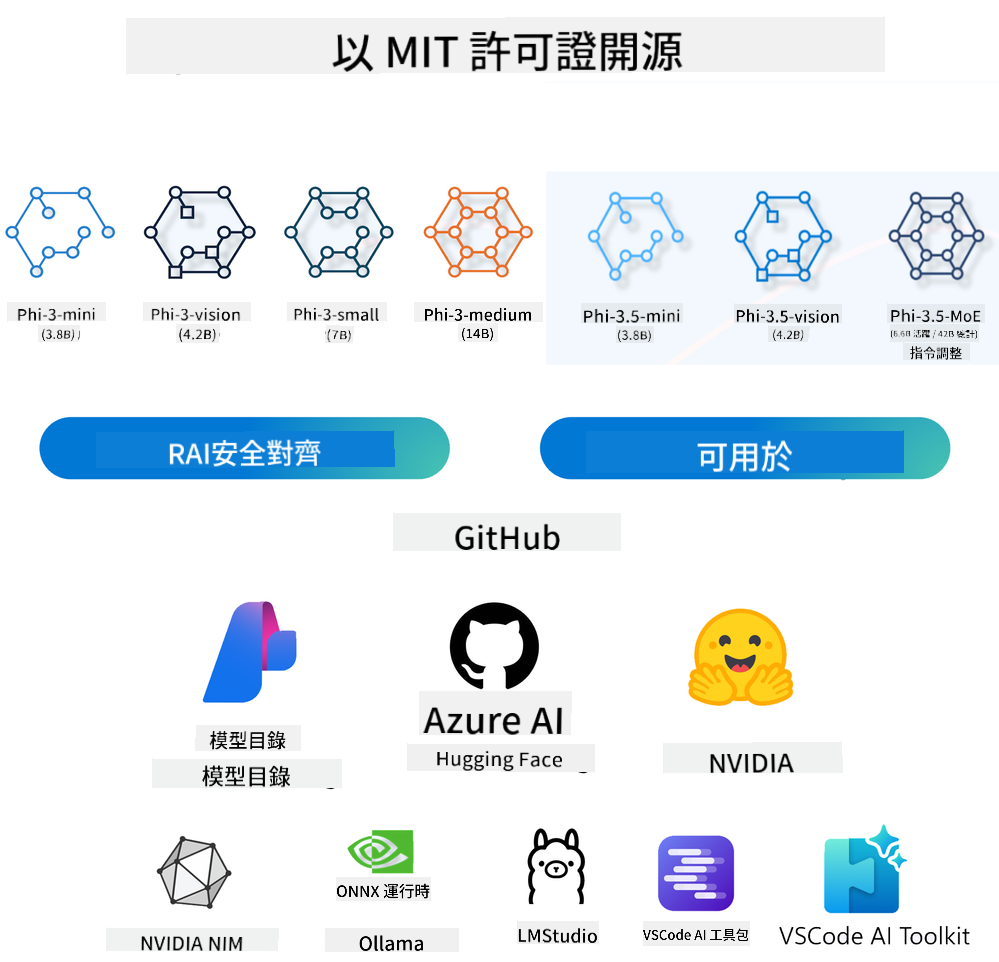 以 MIT 許可證開源
Phi-3-mini
(3.8B)
Phi-3-vision
(4.2B)
Phi-3-small
(7B)
Phi-3-medium
(14B)
Phi-3.5-mini
(3.8B)
Phi-3.5-vision
(4.2B)
Phi-3.5-MoE
(6.6B 活躍 / 42B 總計)
指令調整
RAI安全對齊
可用於
GitHub
模型目錄
模型目錄
Azure AI
Hugging Face
NVIDIA
NVIDIA NIM
ONNX 運行時
Ollama
LMStudio
VSCode AI 工具包
VSCode AI Toolkit